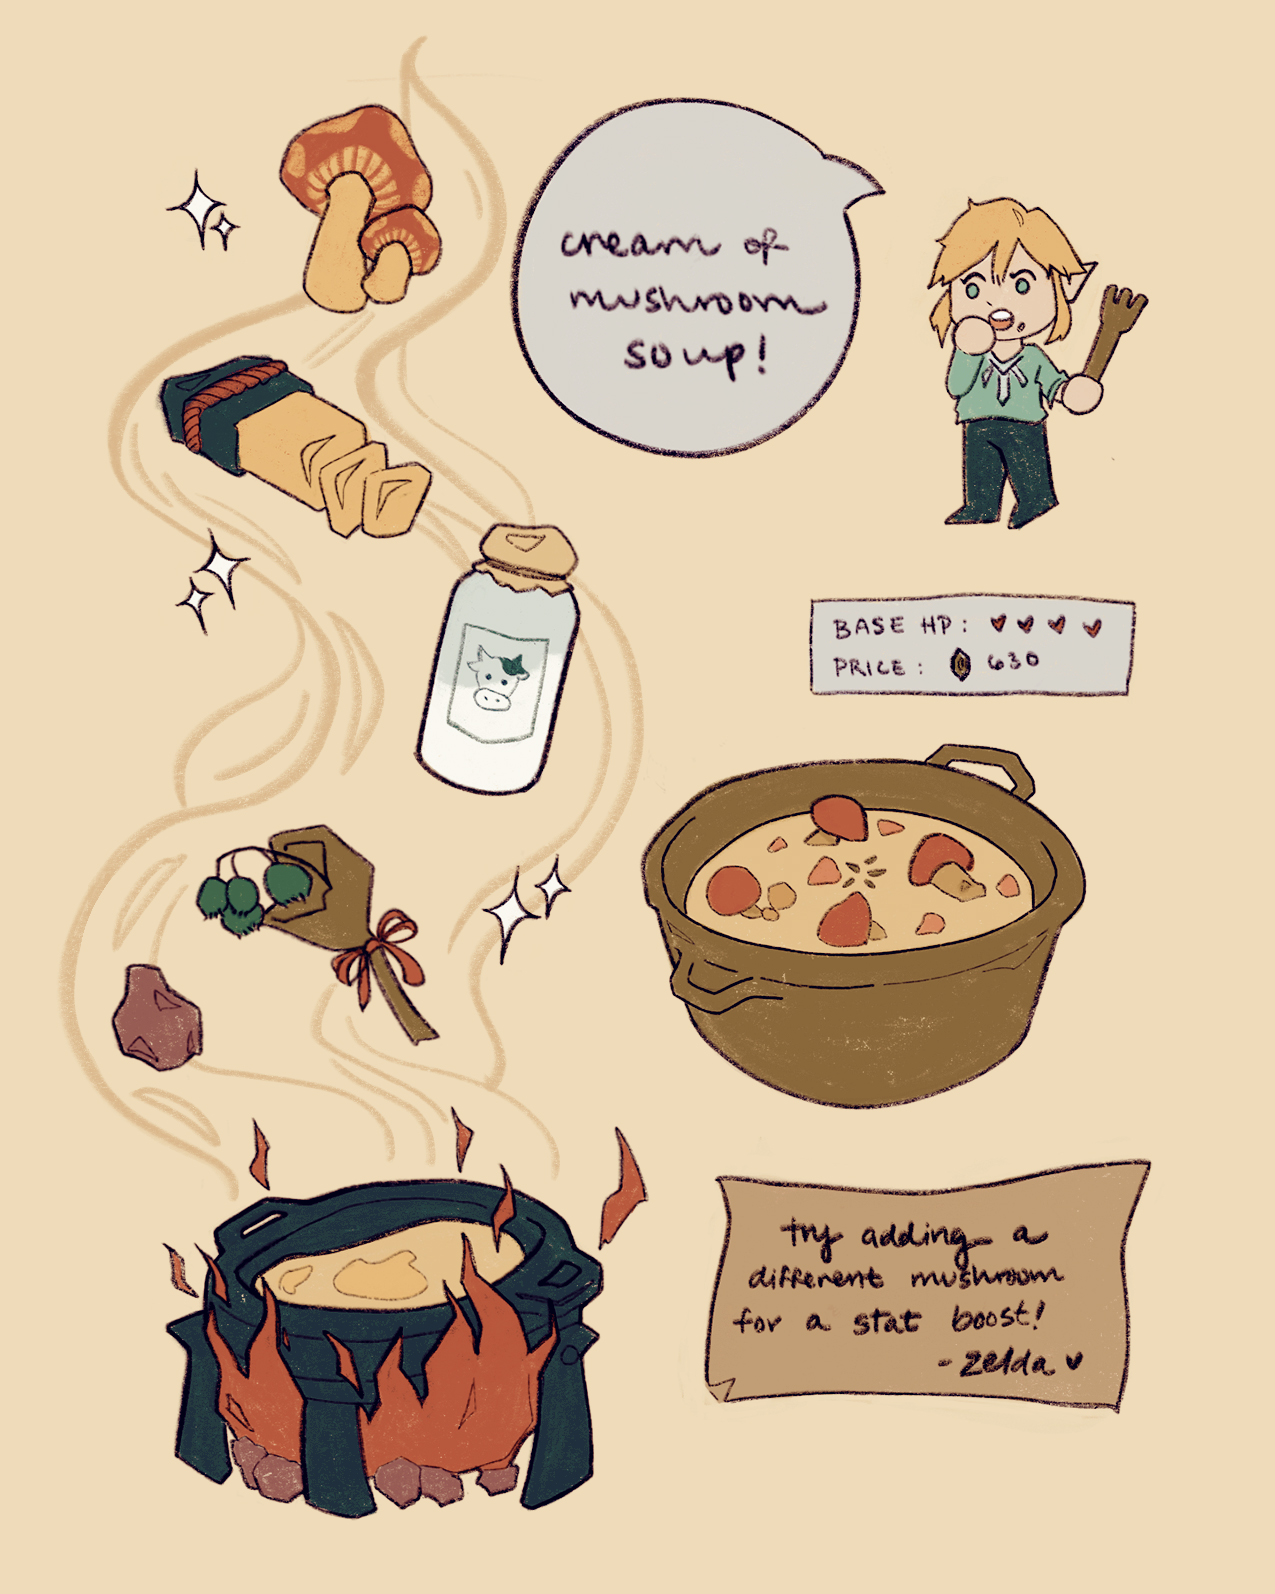 cream of
mushroom
soup!
BASE HP: ♥ ♥ ♥ ♥
PRICE: 630
try adding a
different mushroom
for a stat boost!
- Zelda ♥